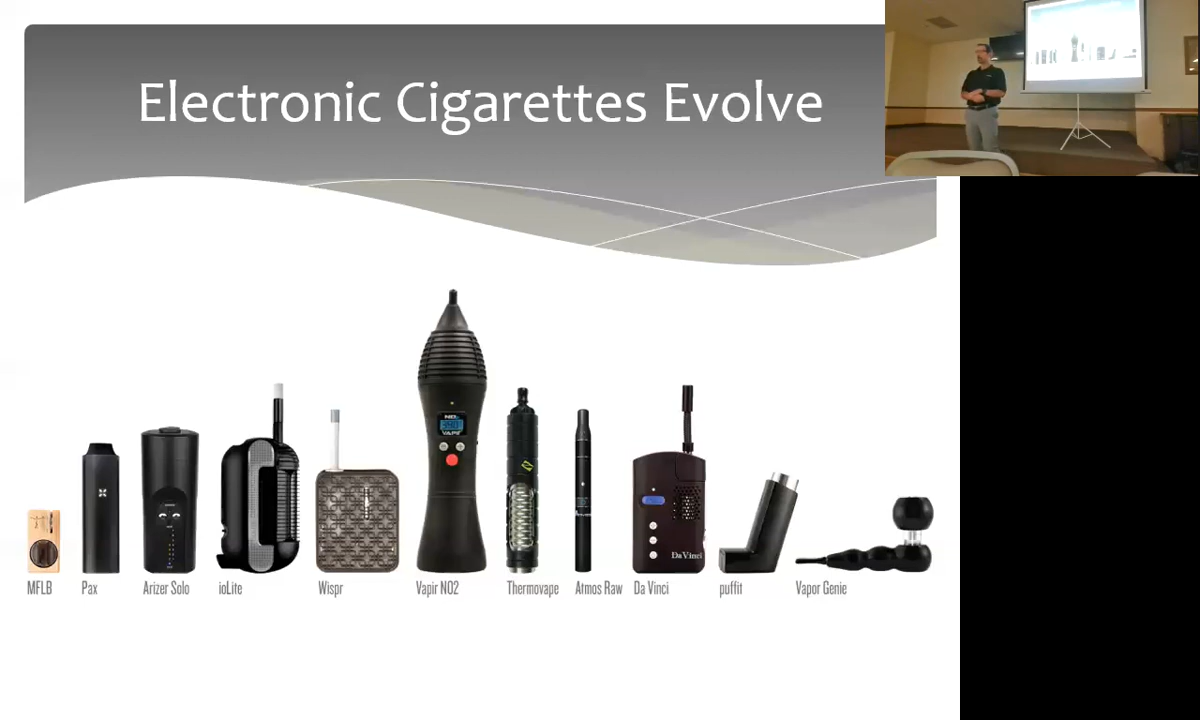 Electronic Cigarettes Evolve
DaVinci
MFLB
Pax
Arizer Solo
ioLite
Wispr
Vapir NO2
Thermovape
Atmos Raw
Da Vinci
puffit
Vapor Genie